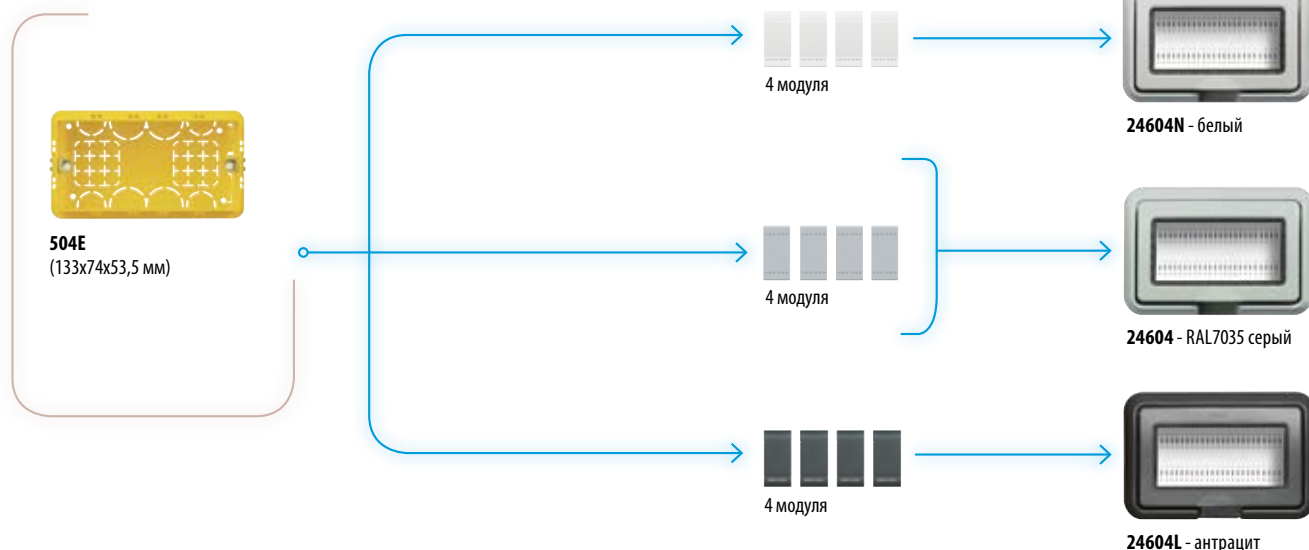 4 модуля
24604N - белый
504E
(133x74x53,5 мм)
4 модуля
24604 - RAL7035 серый
4 модуля
24604L - антрацит